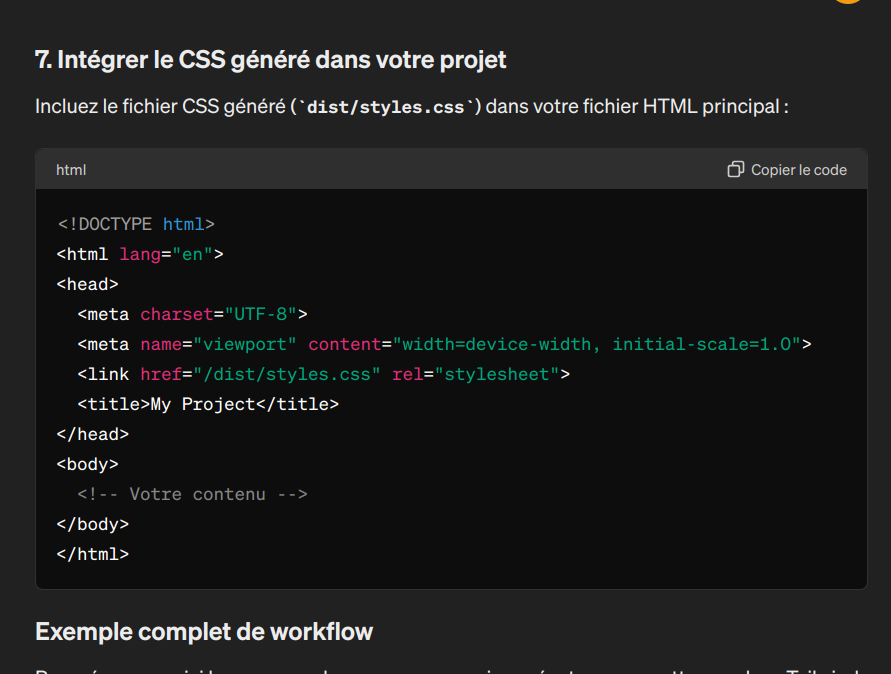 7. Intégrer le CSS généré dans votre projet
Incluez le fichier CSS généré (`dist/styles.css`) dans votre fichier HTML principal :
html
Copier le code
<!DOCTYPE html>
<html lang="en">
<head>
  <meta charset="UTF-8">
  <meta name="viewport" content="width=device-width, initial-scale=1.0">
  <link href="/dist/styles.css" rel="stylesheet">
  <title>My Project</title>
</head>
<body>
  <!-- Votre contenu -->
</body>
</html>
Exemple complet de workflow